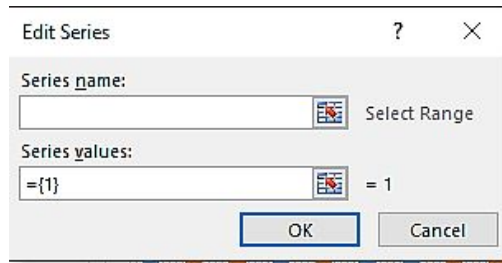 Edit Series ? ×
Series name:
Select Range
Series values:
={1} = 1
OK Cancel